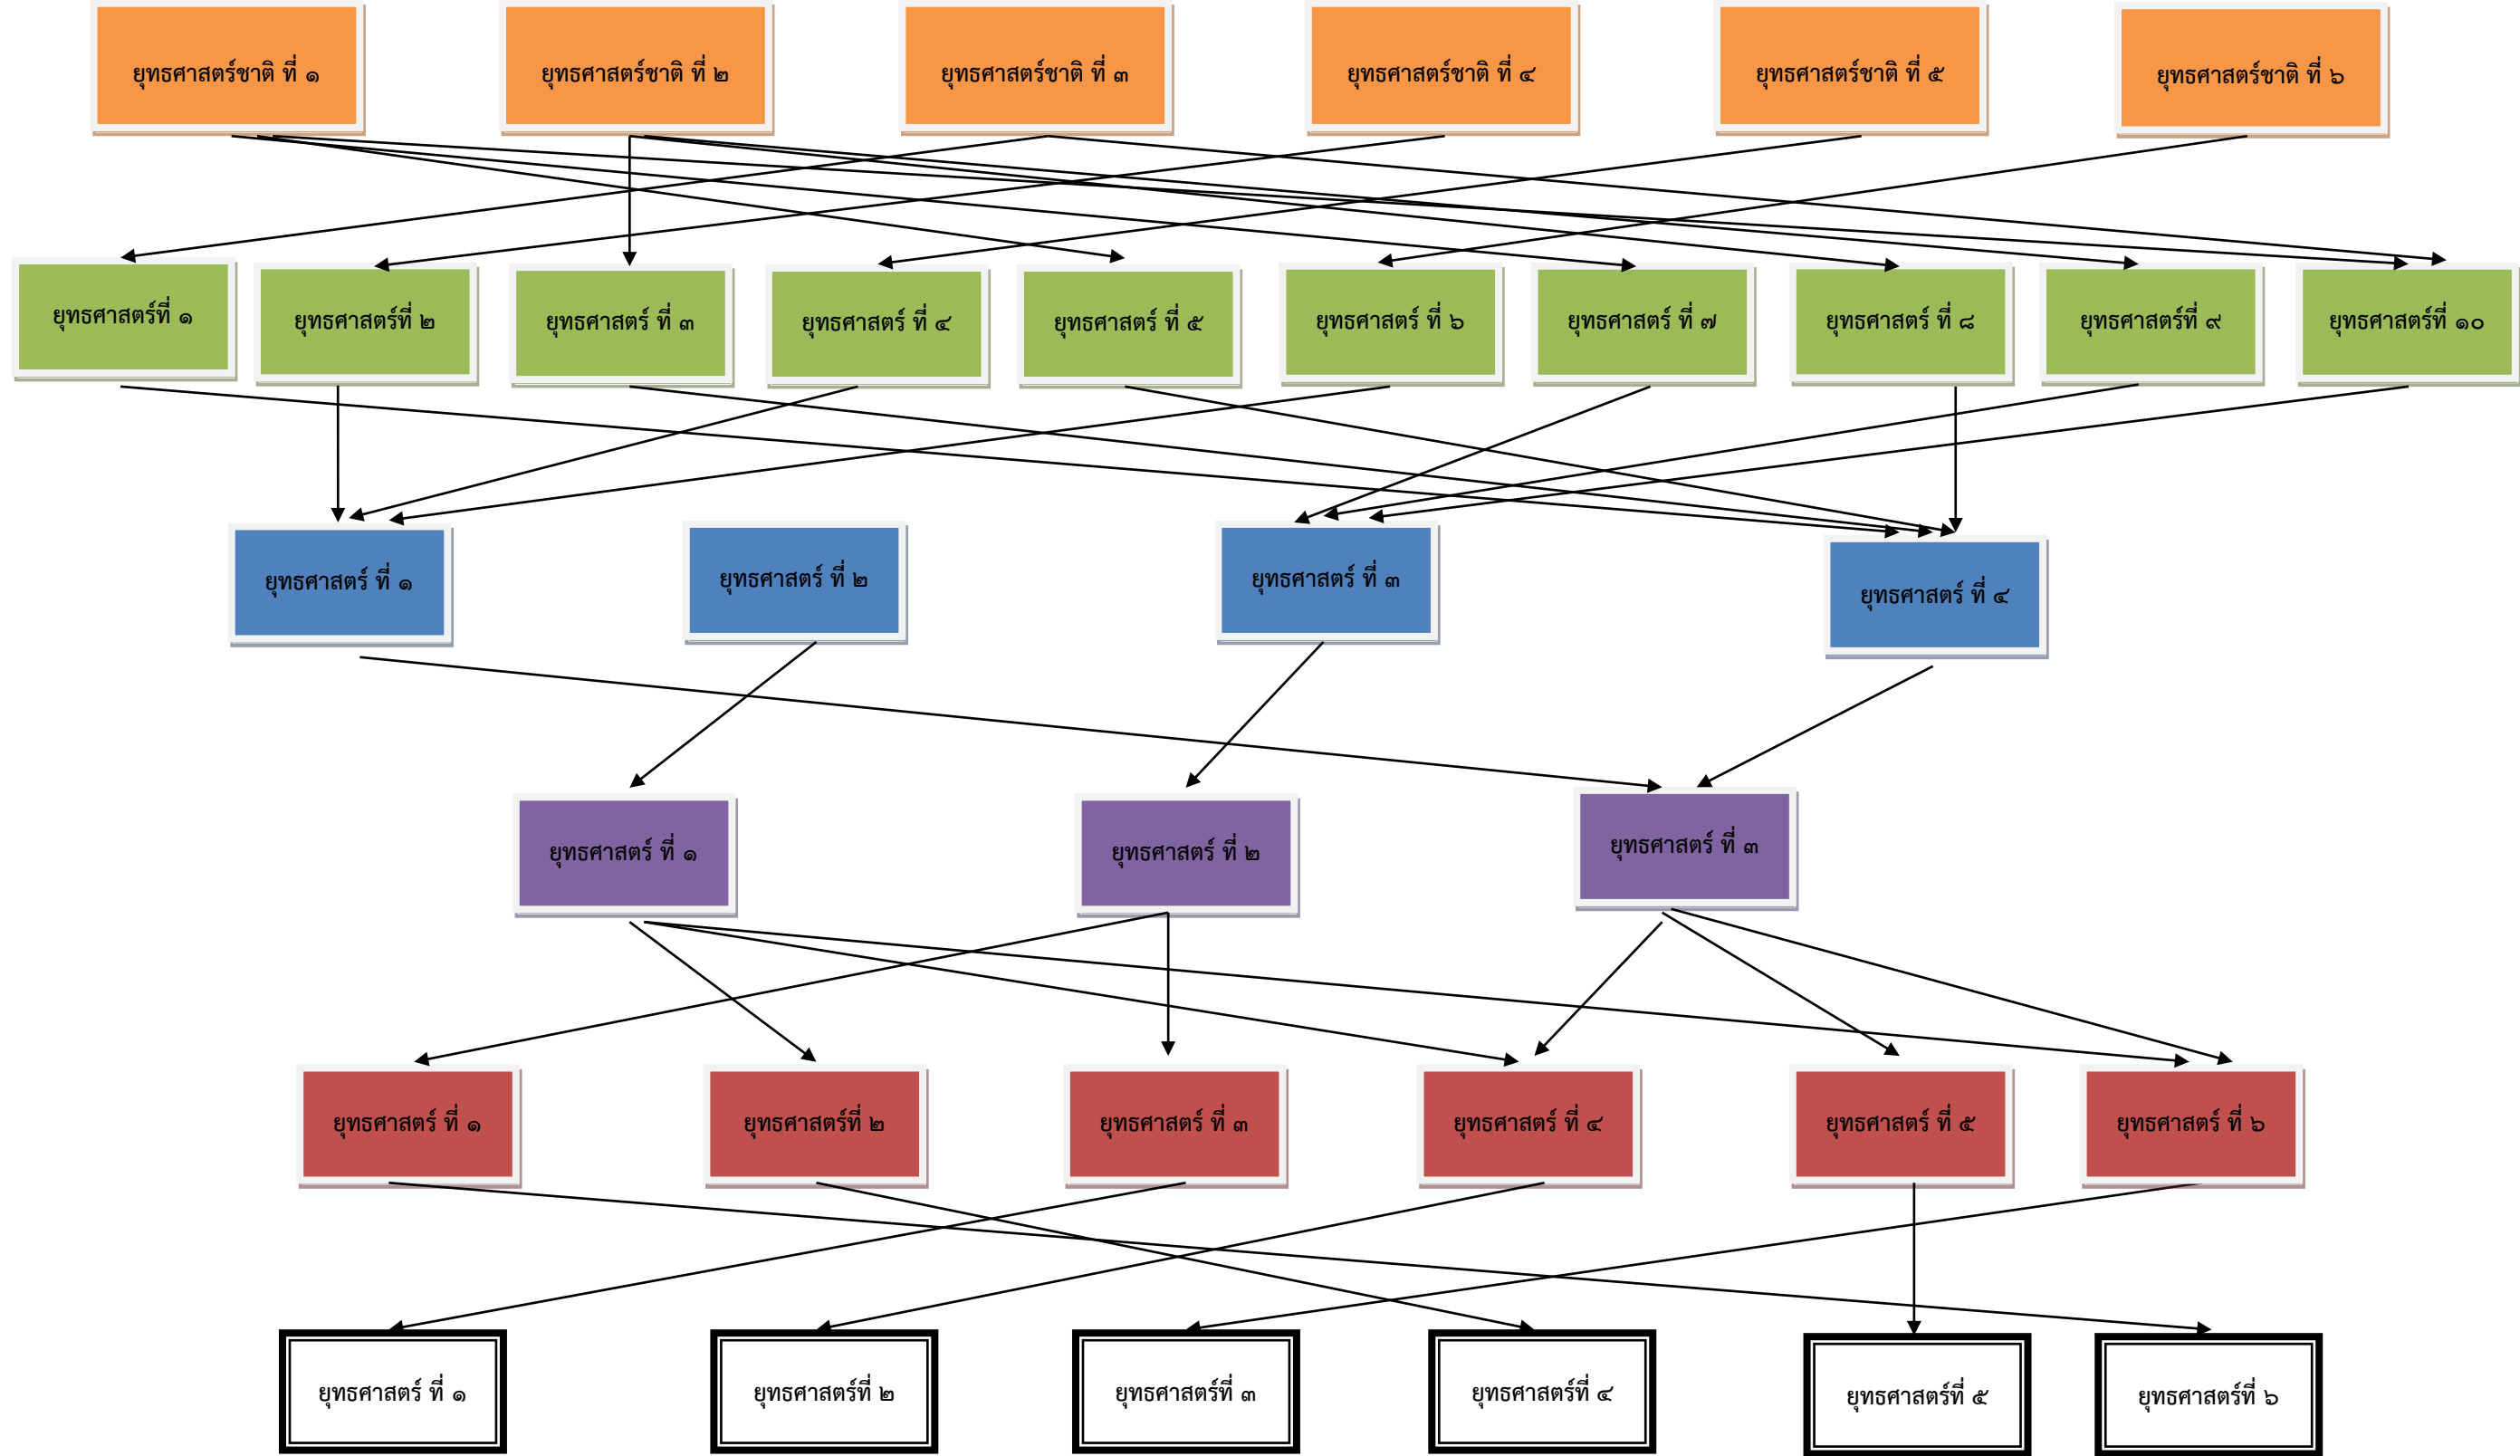 ยุทธศาสตร์ชาติ ที่ ๑
ยุทธศาสตร์ชาติ ที่ ๒
ยุทธศาสตร์ชาติ ที่ ๓
ยุทธศาสตร์ชาติ ที่ ๔
ยุทธศาสตร์ชาติ ที่ ๕
ยุทธศาสตร์ชาติ ที่ ๖
ยุทธศาสตร์ที่ ๑
ยุทธศาสตร์ที่ ๒
ยุทธศาสตร์ ที่ ๓
ยุทธศาสตร์ ที่ ๔
ยุทธศาสตร์ ที่ ๕
ยุทธศาสตร์ ที่ ๖
ยุทธศาสตร์ ที่ ๗
ยุทธศาสตร์ ที่ ๘
ยุทธศาสตร์ที่ ๙
ยุทธศาสตร์ที่ ๑๐
ยุทธศาสตร์ ที่ ๑
ยุทธศาสตร์ ที่ ๒
ยุทธศาสตร์ ที่ ๓
ยุทธศาสตร์ ที่ ๔
ยุทธศาสตร์ ที่ ๑
ยุทธศาสตร์ ที่ ๒
ยุทธศาสตร์ ที่ ๓
ยุทธศาสตร์ ที่ ๑
ยุทธศาสตร์ที่ ๒
ยุทธศาสตร์ ที่ ๓
ยุทธศาสตร์ ที่ ๔
ยุทธศาสตร์ ที่ ๕
ยุทธศาสตร์ ที่ ๖
ยุทธศาสตร์ ที่ ๑
ยุทธศาสตร์ที่ ๒
ยุทธศาสตร์ที่ ๓
ยุทธศาสตร์ที่ ๔
ยุทธศาสตร์ที่ ๕
ยุทธศาสตร์ที่ ๖